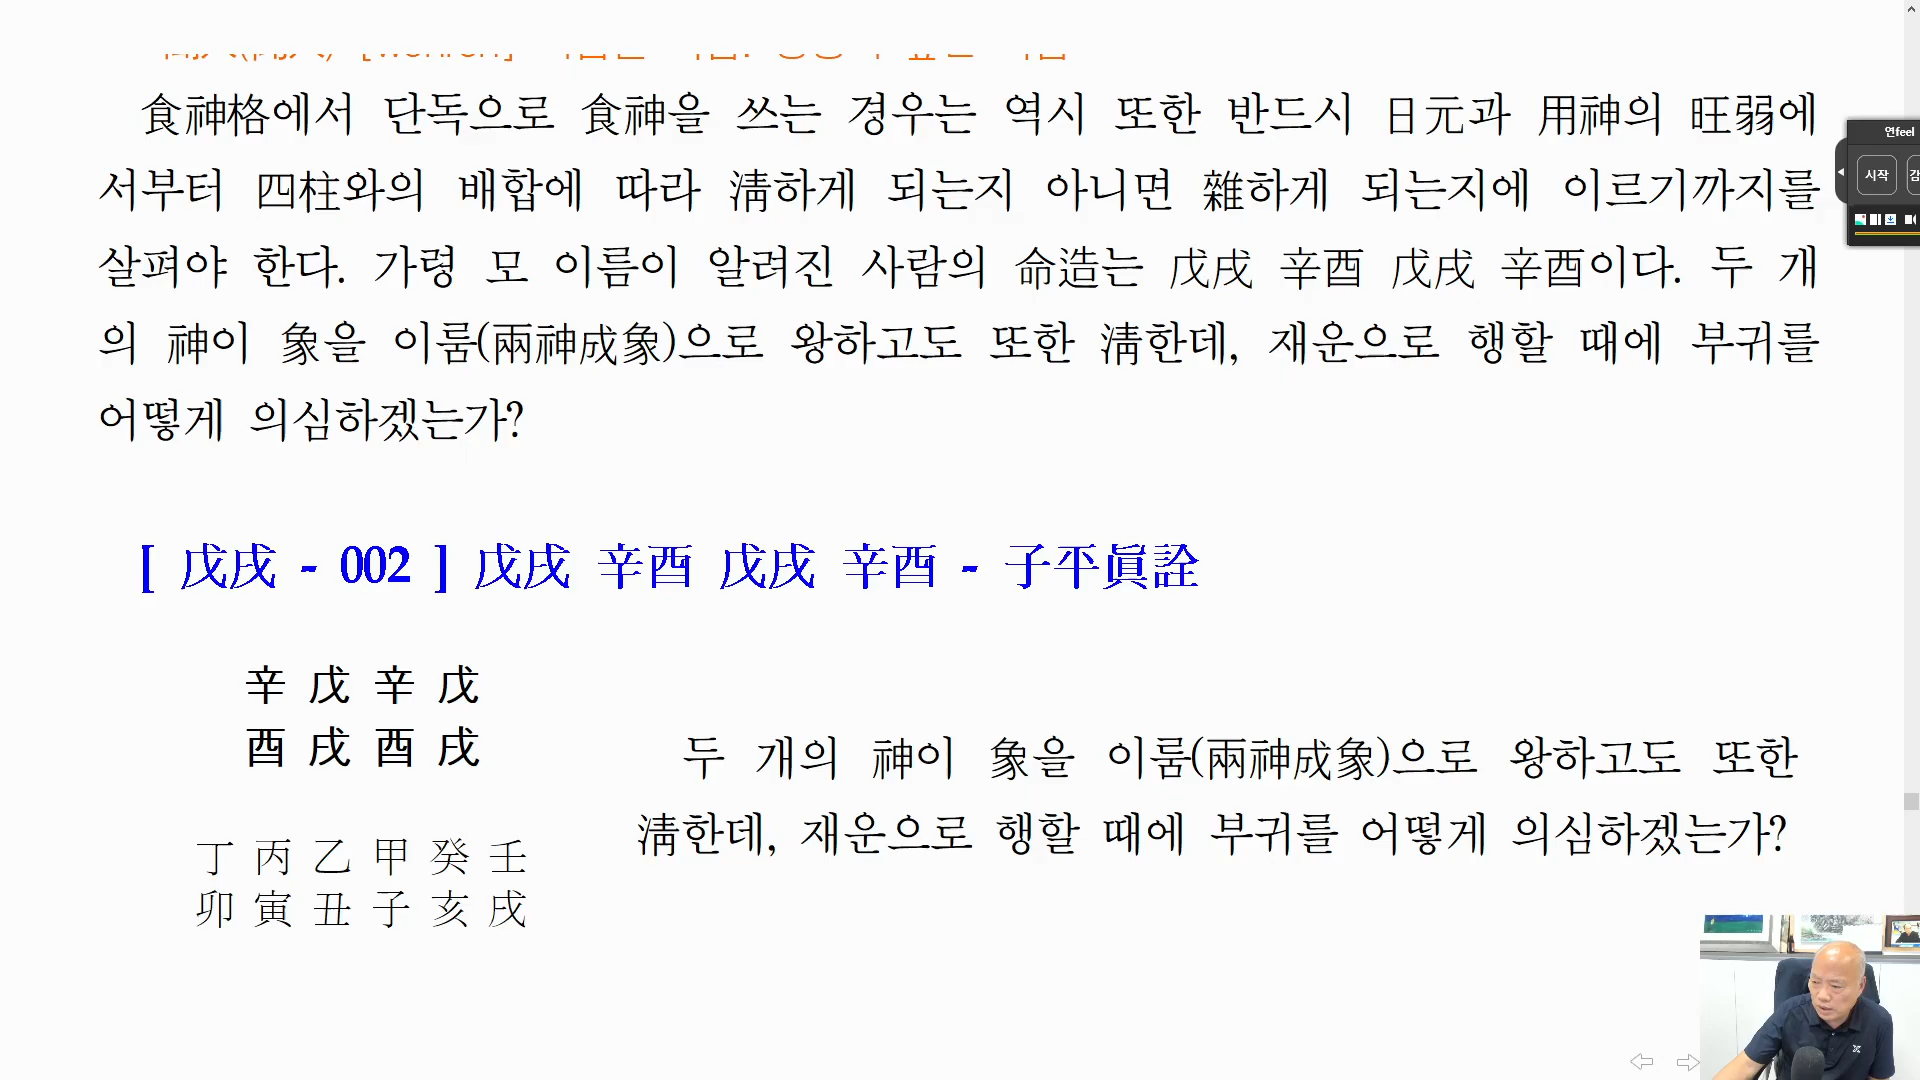 食神格에서 단독으로 食神을 쓰는 경우는 역시 또한 반드시 日元과 用神의 旺弱에
서부터 四柱와의 배합에 따라 淸하게 되는지 아니면 雜하게 되는지에 이르기까지를
살펴야 한다. 가령 모 이름이 알려진 사람의 命造는 戊戌 辛酉 戊戌 辛酉이다. 두 개
의 神이 象을 이룸(兩神成象)으로 왕하고도 또한 淸한데, 재운으로 행할 때에 부귀를
어떻게 의심하겠는가?
[ 戊戌 - 002 ] 戊戌 辛酉 戊戌 辛酉 - 子平眞詮
辛 戊 辛 戊
酉 戌 酉 戌
丁 丙 乙 甲 癸 壬
卯 寅 丑 子 亥 戌
두 개의 神이 象을 이룸(兩神成象)으로 왕하고도 또한
淸한데, 재운으로 행할 때에 부귀를 어떻게 의심하겠는가?
연feel
시작